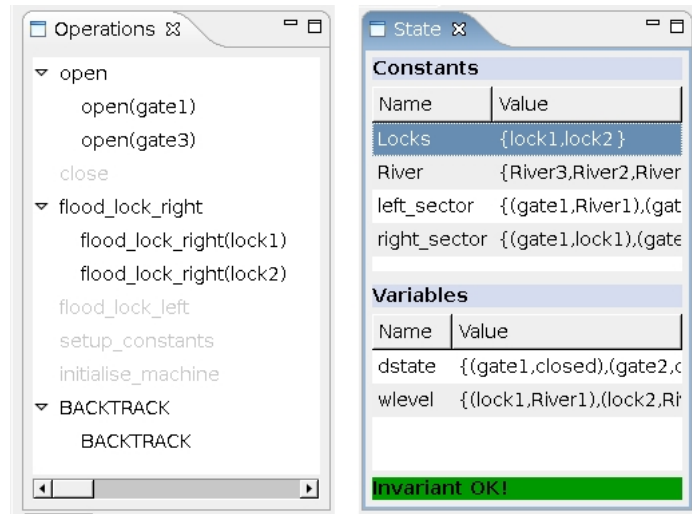 Operations
open
open(gate1)
open(gate3)
close
flood_lock_right
flood_lock_right(lock1)
flood_lock_right(lock2)
flood_lock_left
setup_constants
initialise_machine
BACKTRACK
BACKTRACK
State
Constants
Name Value
Locks {lock1,lock2}
River {River3,River2,River
left_sector {(gate1,River1),(gat
right_sector {(gate1,lock1),(gate
Variables
Name Value
dstate {(gate1,closed),(gate2,c
wlevel {(lock1,River1),(lock2,Ri
Invariant OK!